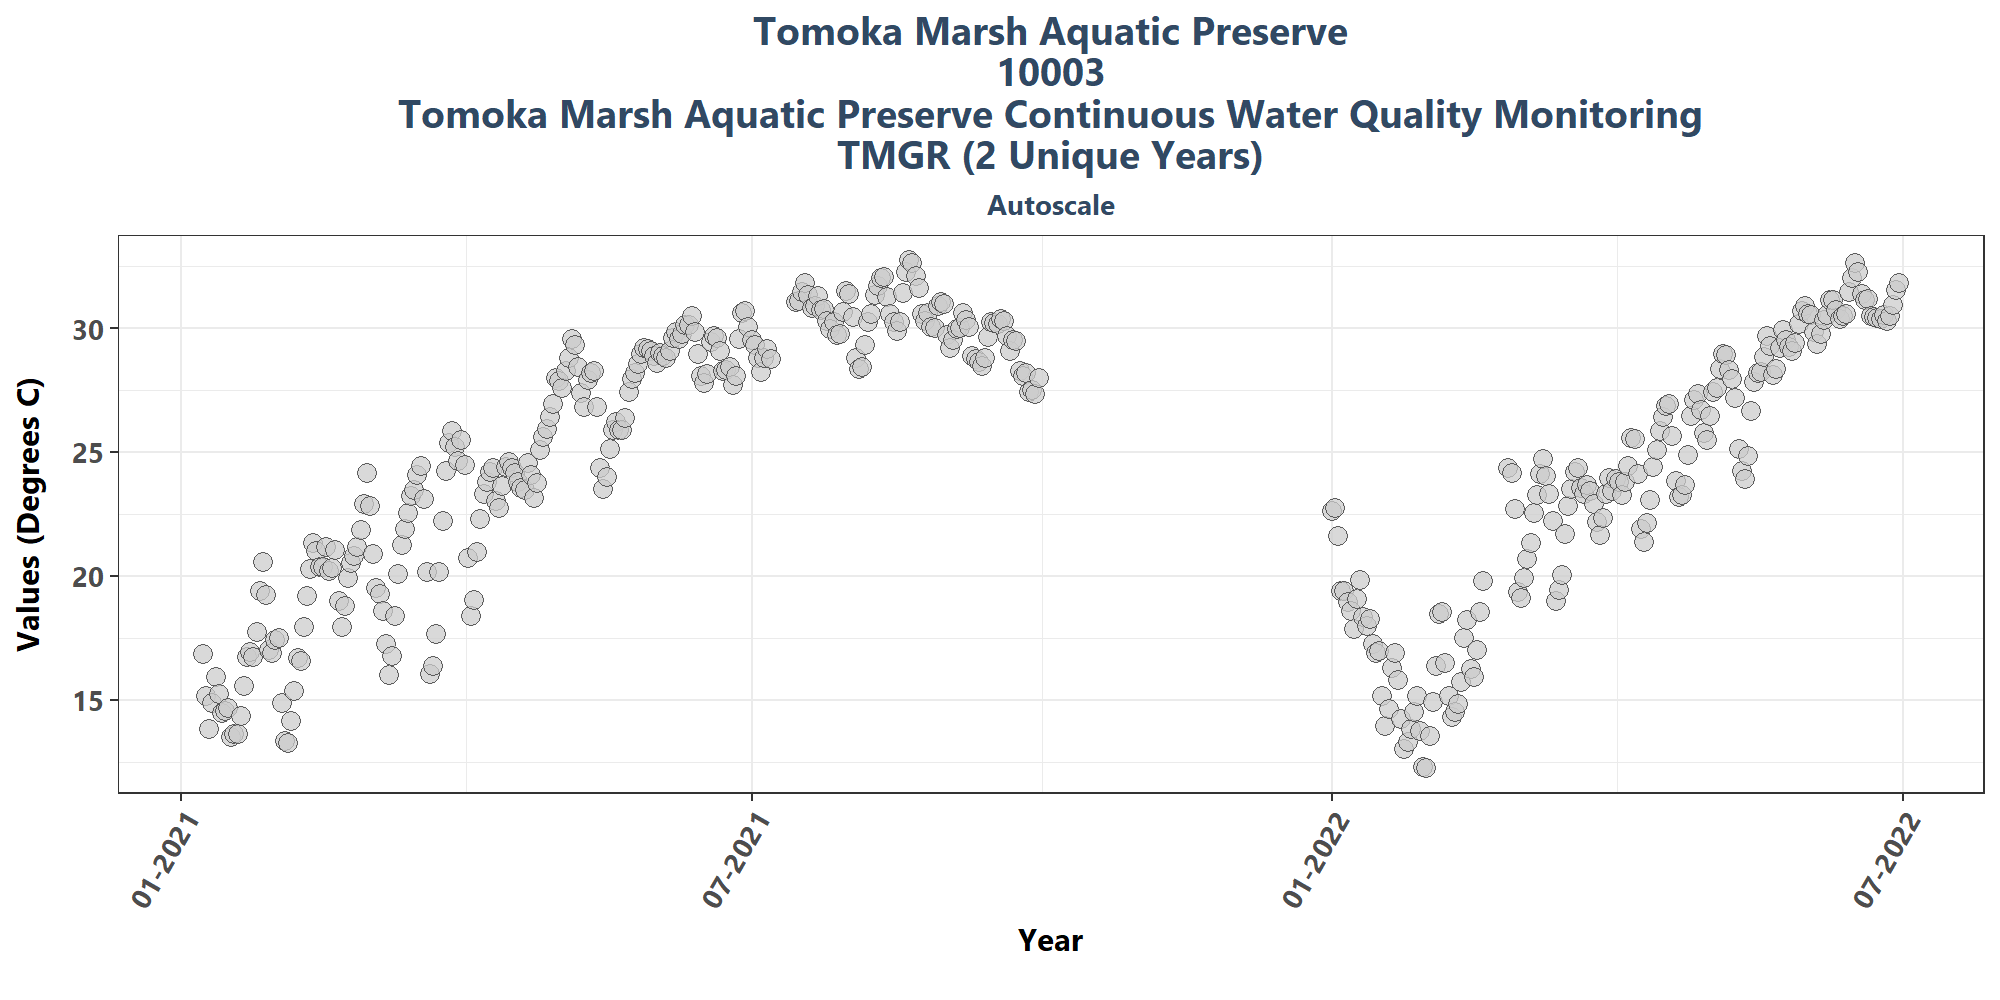 Tomoka Marsh Aquatic Preserve
10003
Tomoka Marsh Aquatic Preserve Continuous Water Quality Monitoring
TMGR (2 Unique Years)
Autoscale
Values (Degrees C)
30
25
20
15
01-2021
07-2021
01-2022
07-2022
Year